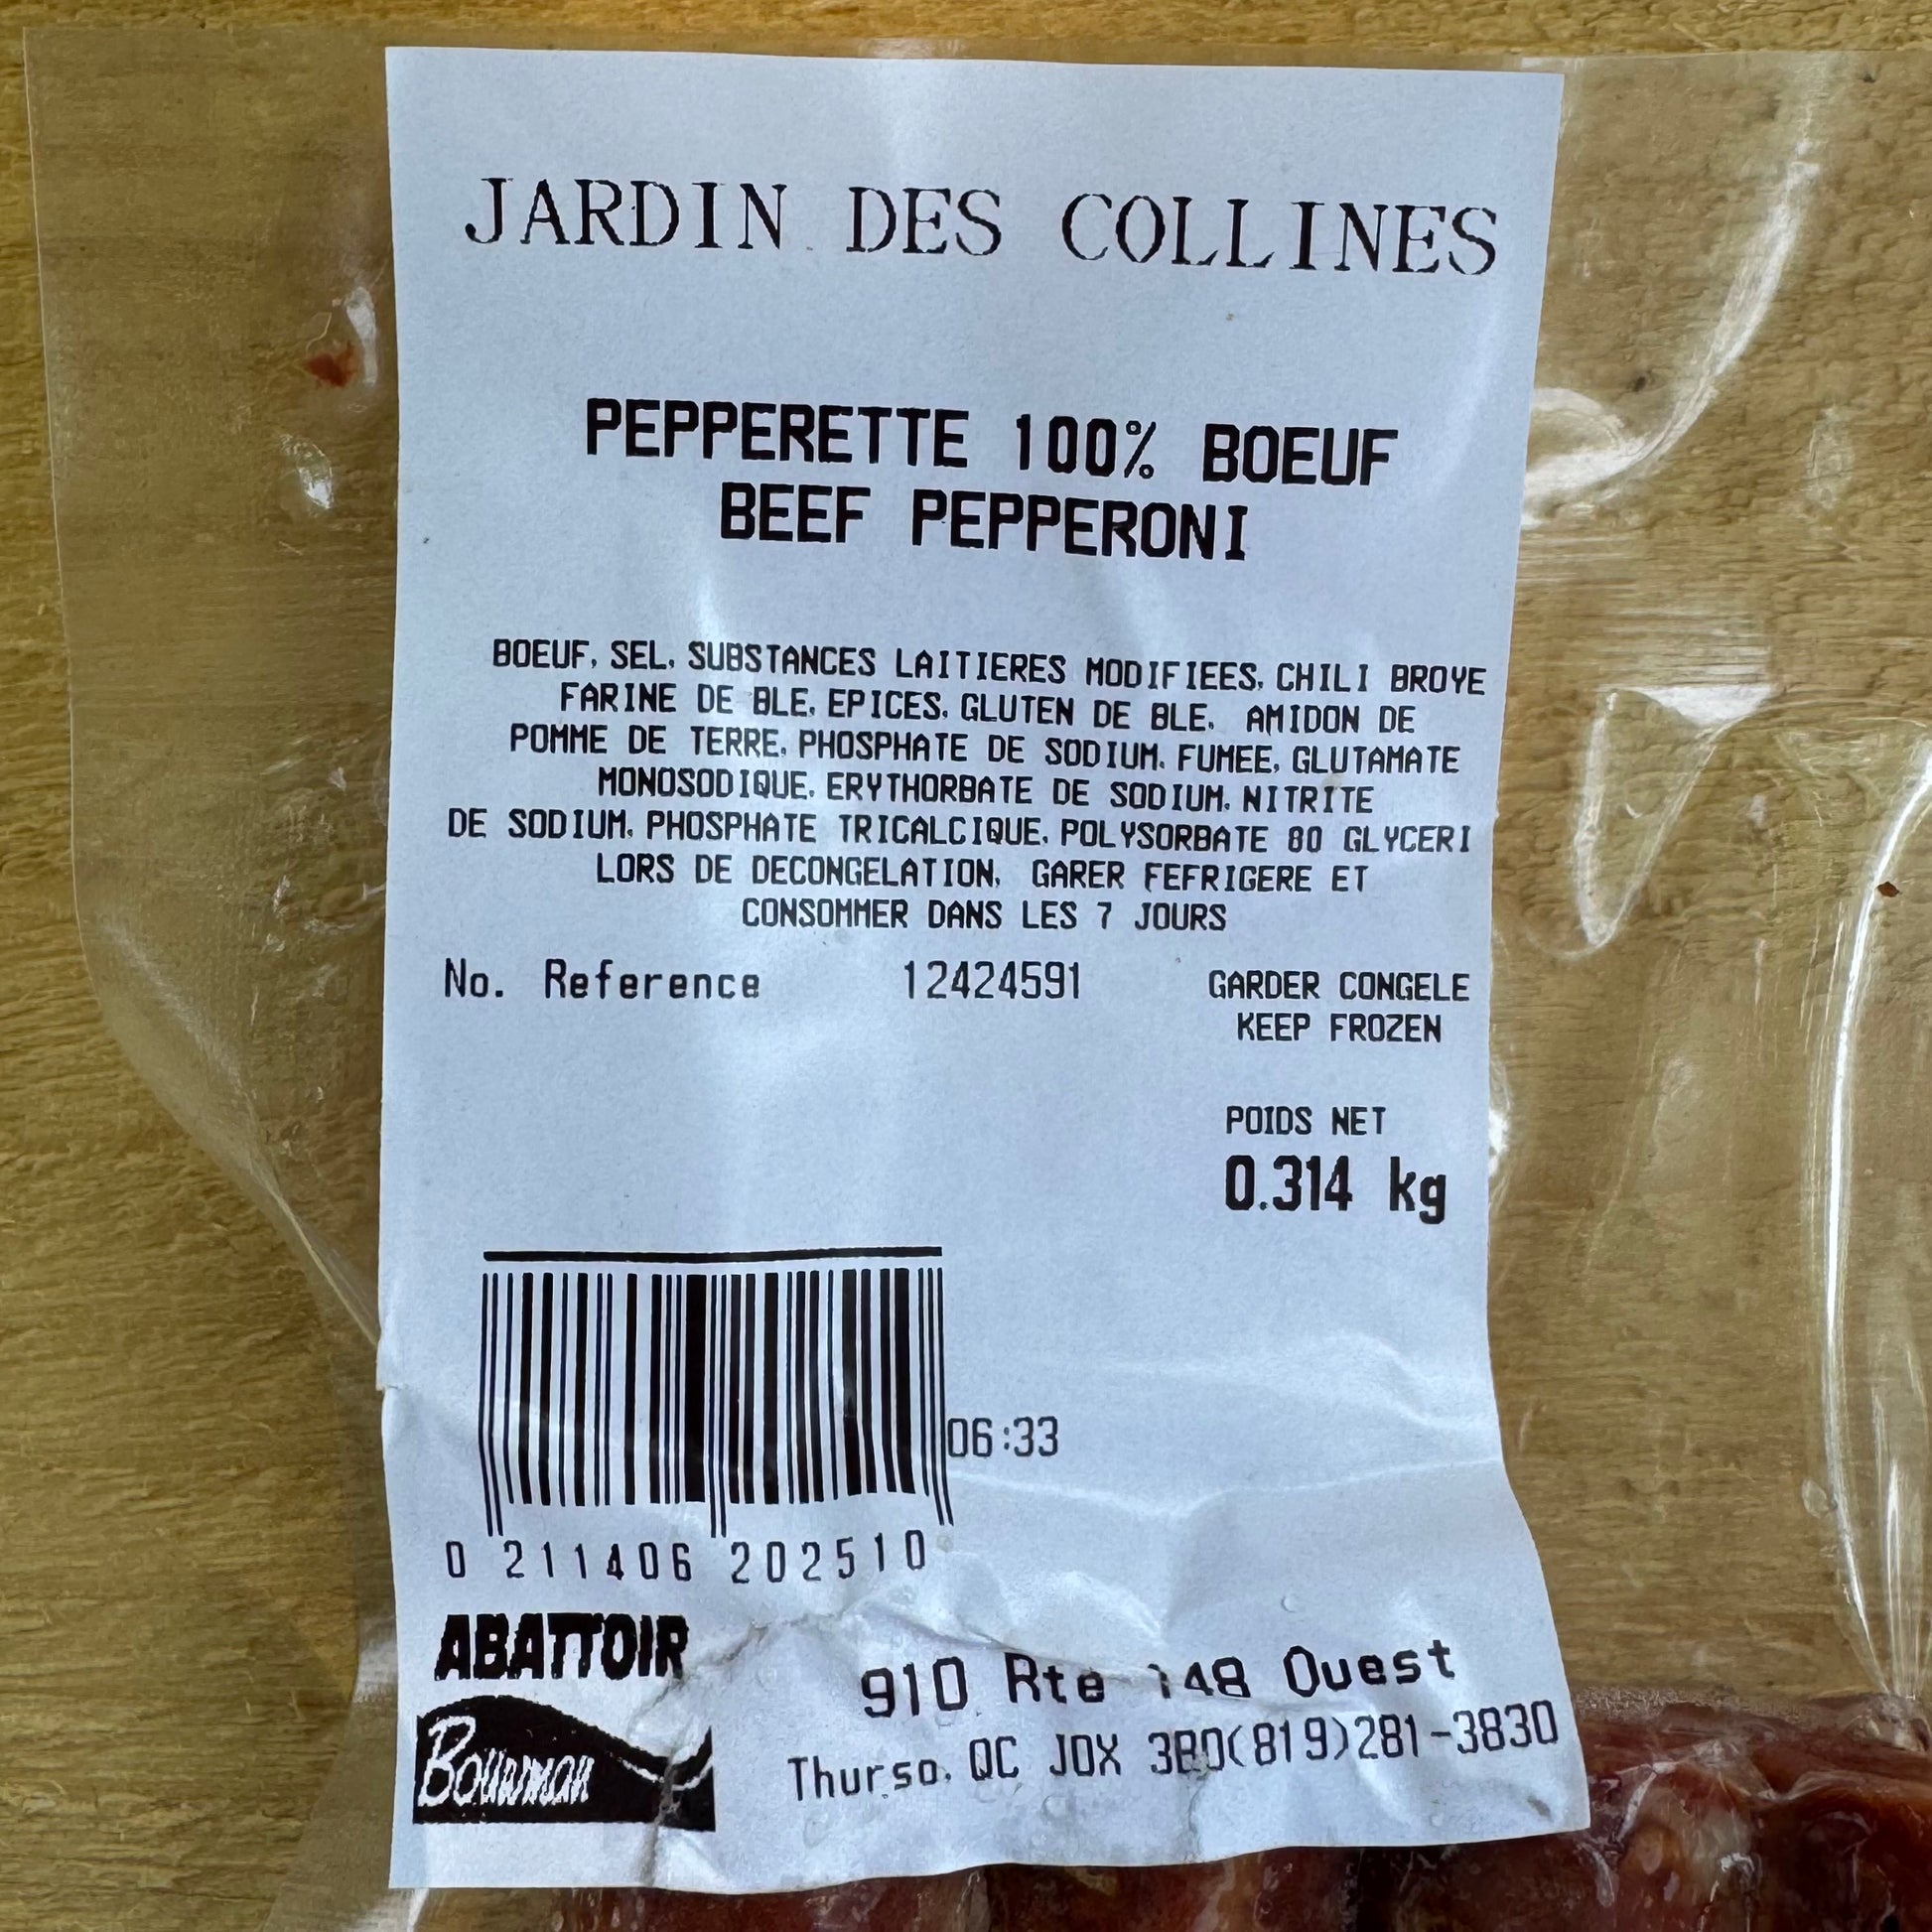 JARDIN DES COLLINES
PEPPERETTE 100% BOEUF
BEEF PEPPERONI
BOEUF, SEL, SUBSTANCES LAITIERES MODIFIEES, CHILI BROYE
FARINE DE BLE, EPICES, GLUTEN DE BLE, AMIDON DE
POMME DE TERRE, PHOSPHATE DE SODIUM, FUMEE, GLUTAMATE
MONOSODIQUE, ERYTHORBATE DE SODIUM, NITRITE
DE SODIUM, PHOSPHATE TRICALCIQUE, POLYSORBATE 80 GLYCERI
LORS DE DECONGELATION, GARER FEFRIGERE ET
CONSOMMER DANS LES 7 JOURS
No. Reference 12424591
GARDER CONGELE
KEEP FROZEN
POIDS NET
0.314 kg
06:33
0 211406 202510
ABATTOIR
910 Rte 148 Ouest
Thurso, QC J0X 3B0(819)281-3830